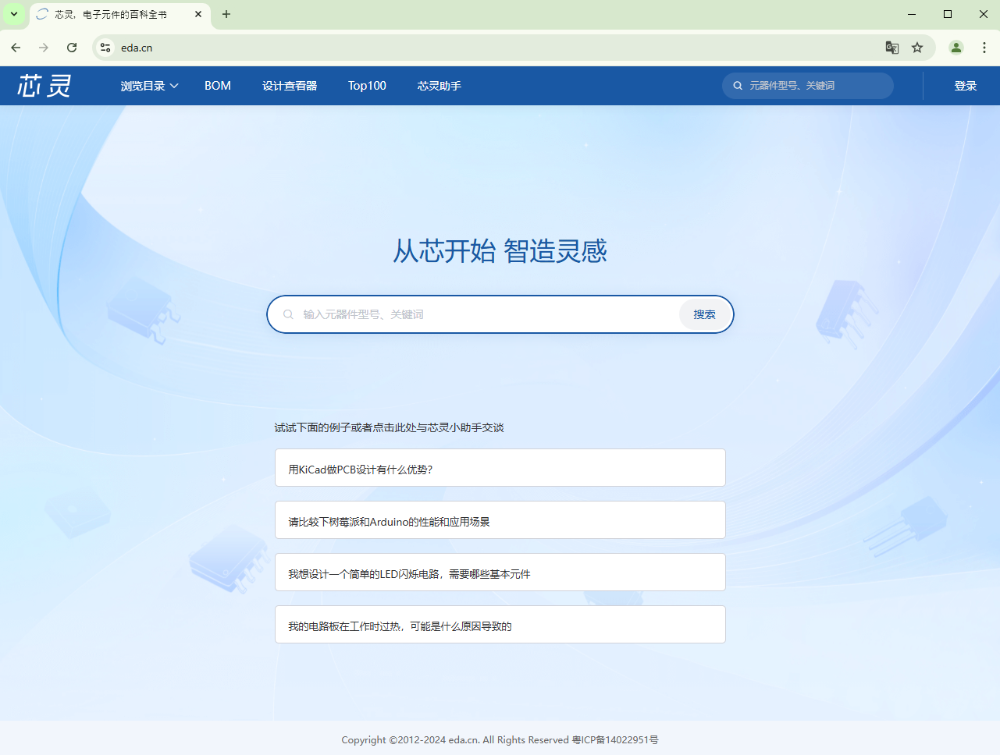 芯灵，电子元件的百科全书
eda.cn
芯灵
浏览目录
BOM
设计查看器
Top100
芯灵助手
元器件型号、关键词
登录
从芯开始 智造灵感
输入元器件型号、关键词
搜索
试试下面的例子或者点击此处与芯灵小助手交谈
用KiCad做PCB设计有什么优势?
请比较下树莓派和Arduino的性能和应用场景
我想设计一个简单的LED闪烁电路，需要哪些基本元件
我的电路板在工作时过热，可能是什么原因导致的
Copyright ©2012-2024 eda.cn. All Rights Reserved 粤ICP备14022951号